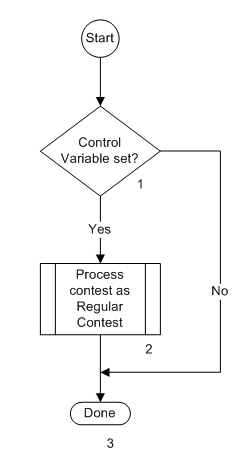 Start
Control
Variable set?
1
Yes
No
Process
contest as
Regular
Contest
2
Done
3